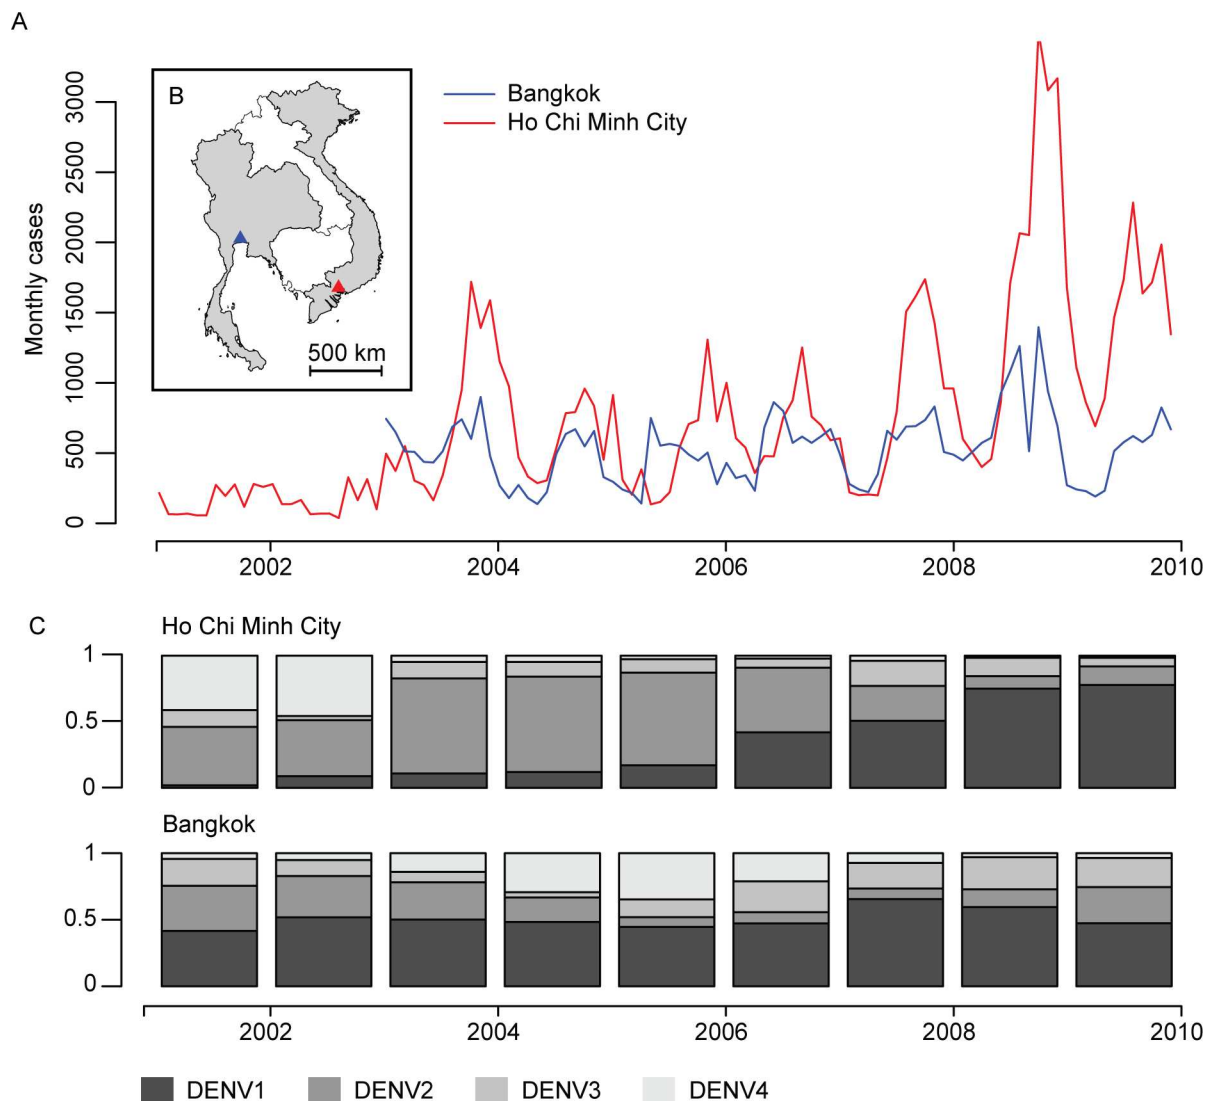 A
B
Bangkok
Ho Chi Minh City
500 km
Monthly cases
3000
2500
2000
1500
1000
500
0
2002
2004
2006
2008
2010
C
Ho Chi Minh City
1
0.5
0
Bangkok
1
0.5
0
2002
2004
2006
2008
2010
DENV1 DENV2 DENV3 DENV4